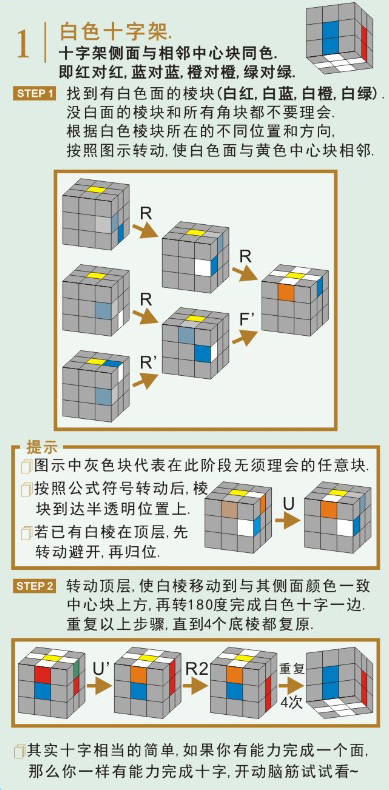 1 白色十字架.
十字架侧面与相邻中心块同色.
即红对红, 蓝对蓝, 橙对橙, 绿对绿.
STEP 1 找到有白色面的棱块(白红, 白蓝, 白橙, 白绿).
没白面的棱块和所有角块都不要理会.
根据白色棱块所在的不同位置和方向,
按照图示转动, 使白色面与黄色中心块相邻.
R
R
R
R'
F'
提示
图示中灰色块代表在此阶段无须理会的任意块.
按照公式符号转动后, 棱
块到达半透明位置上.
若已有白棱在顶层, 先
转动避开, 再归位.
U
STEP 2 转动顶层, 使白棱移动到与其侧面颜色一致
中心块上方, 再转180度完成白色十字一边.
重复以上步骤, 直到4个底棱都复原.
U' R2 重复
4次
其实十字相当的简单, 如果你有能力完成一个面,
那么你一样有能力完成十字, 开动脑筋试试看~